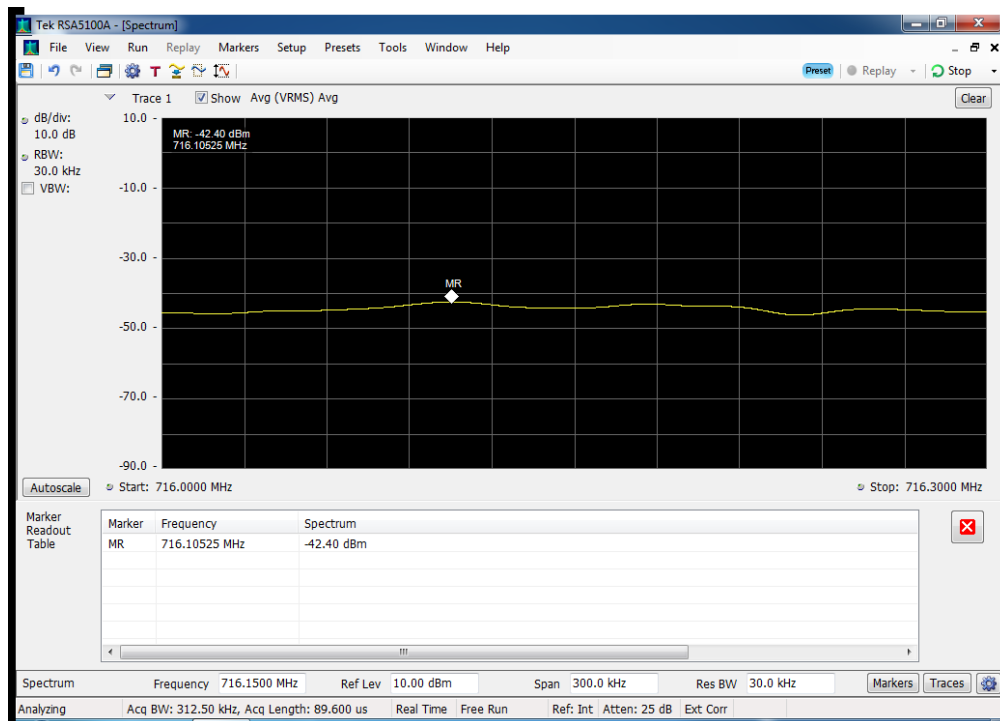 Tek RSA5100A - [Spectrum]
File View Run Replay Markers Setup Presets Tools Window Help
T Preset Replay Stop
Trace 1 Show Avg (VRMS) Avg Clear
dB/div:
10.0 dB
RBW:
30.0 kHz
VBW:
10.0
-10.0
-30.0
-50.0
-70.0
-90.0
MR: -42.40 dBm
716.10525 MHz
MR
Autoscale Start: 716.0000 MHz Stop: 716.3000 MHz
Marker
Readout
Table
Marker Frequency Spectrum
MR 716.10525 MHz -42.40 dBm
Spectrum Frequency 716.1500 MHz Ref Lev 10.00 dBm Span 300.0 kHz Res BW 30.0 kHz Markers Traces
Analyzing Acq BW: 312.50 kHz, Acq Length: 89.600 us Real Time Free Run Ref: Int Atten: 25 dB Ext Corr